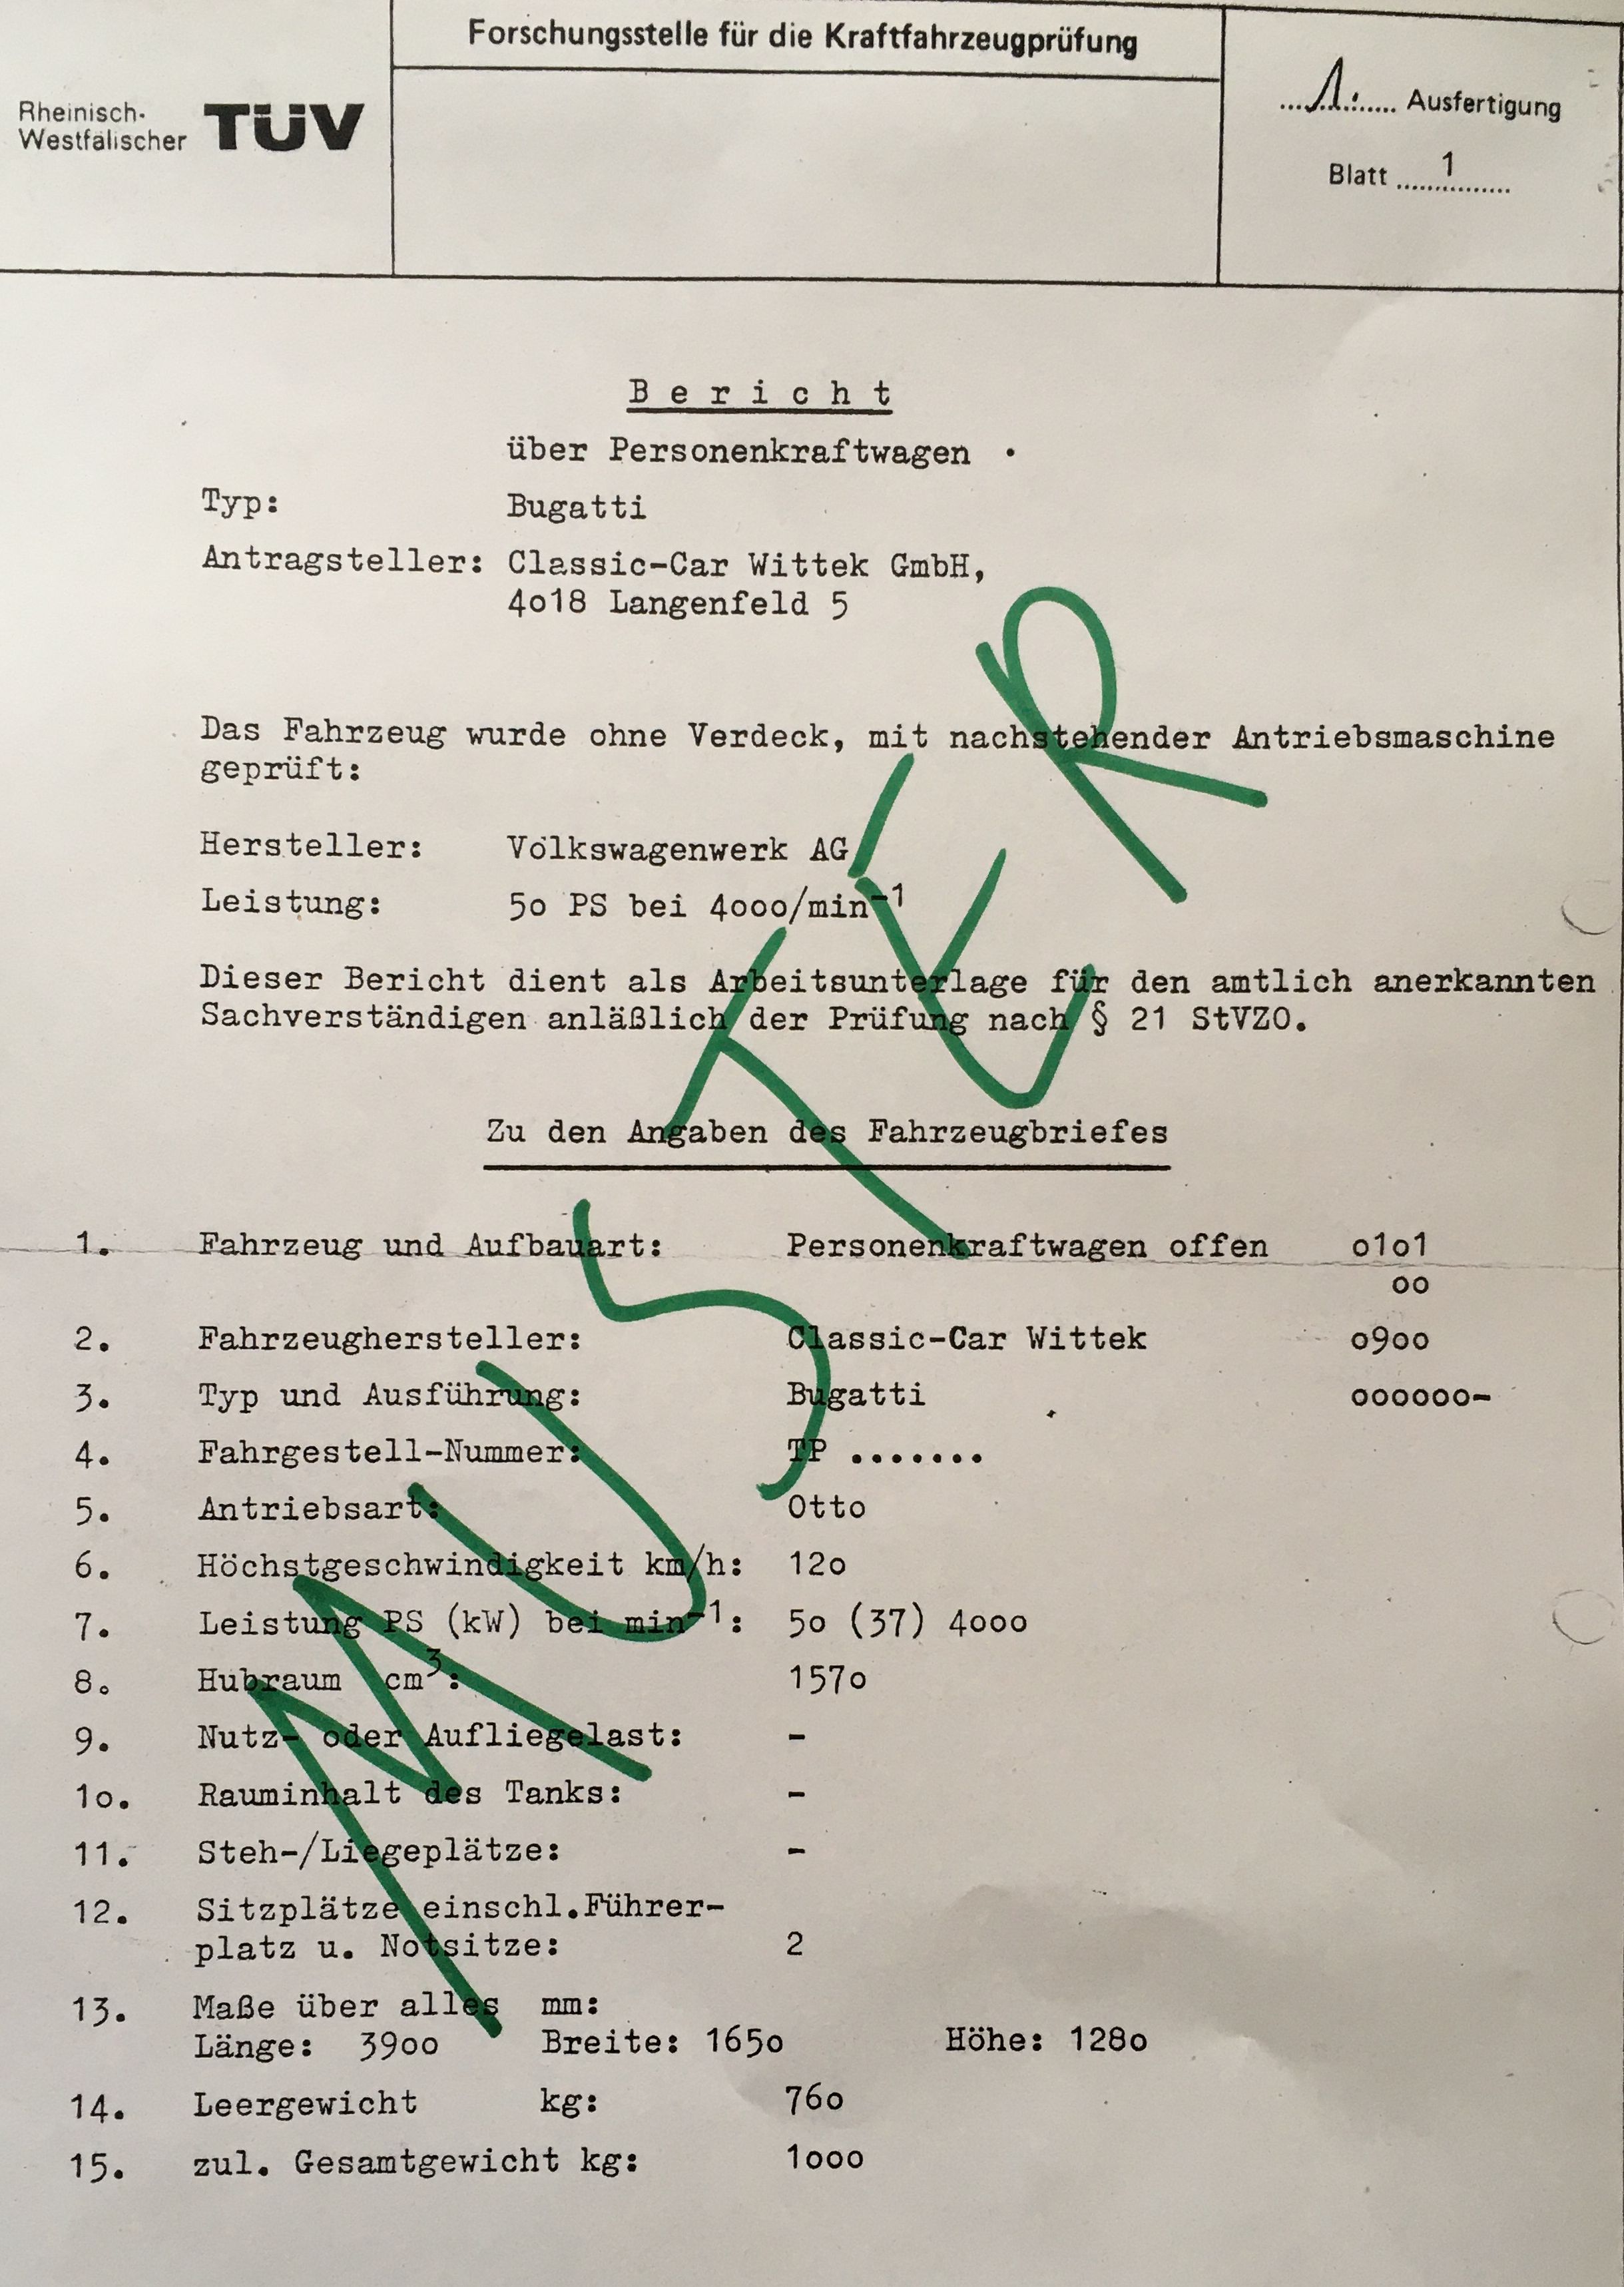 Forschungsstelle für die Kraftfahrzeugprüfung
Rheinisch-
Westfälischer TÜV
1. Ausfertigung
Blatt 1
Bericht
über Personenkraftwagen
Typ: Bugatti
Antragsteller: Classic-Car Wittek GmbH,
4o18 Langenfeld 5
Das Fahrzeug wurde ohne Verdeck, mit nachstehender Antriebsmaschine
geprüft:
Hersteller: Volkswagenwerk AG
Leistung: 5o PS bei 4ooo/min⁻¹
Dieser Bericht dient als Arbeitsunterlage für den amtlich anerkannten
Sachverständigen anläßlich der Prüfung nach § 21 StVZO.
Zu den Angaben des Fahrzeugbriefes
1. Fahrzeug und Aufbauart: Personenkraftwagen offen o1o1
oo
2. Fahrzeughersteller: Classic-Car Wittek o9oo
3. Typ und Ausführung: Bugatti oooooo-
4. Fahrgestell-Nummer: TP .......
5. Antriebsart: Otto
6. Höchstgeschwindigkeit km/h: 12o
7. Leistung PS (kW) bei min⁻¹: 5o (37) 4ooo
8. Hubraum cm³: 157o
9. Nutz- oder Aufliegelast: -
1o. Rauminhalt des Tanks: -
11. Steh-/Liegeplätze: -
12. Sitzplätze einschl.Führer-
platz u. Notsitze: 2
13. Maße über alles mm:
Länge: 39oo Breite: 165o Höhe: 128o
14. Leergewicht kg: 76o
15. zul. Gesamtgewicht kg: 1ooo
MUSTER